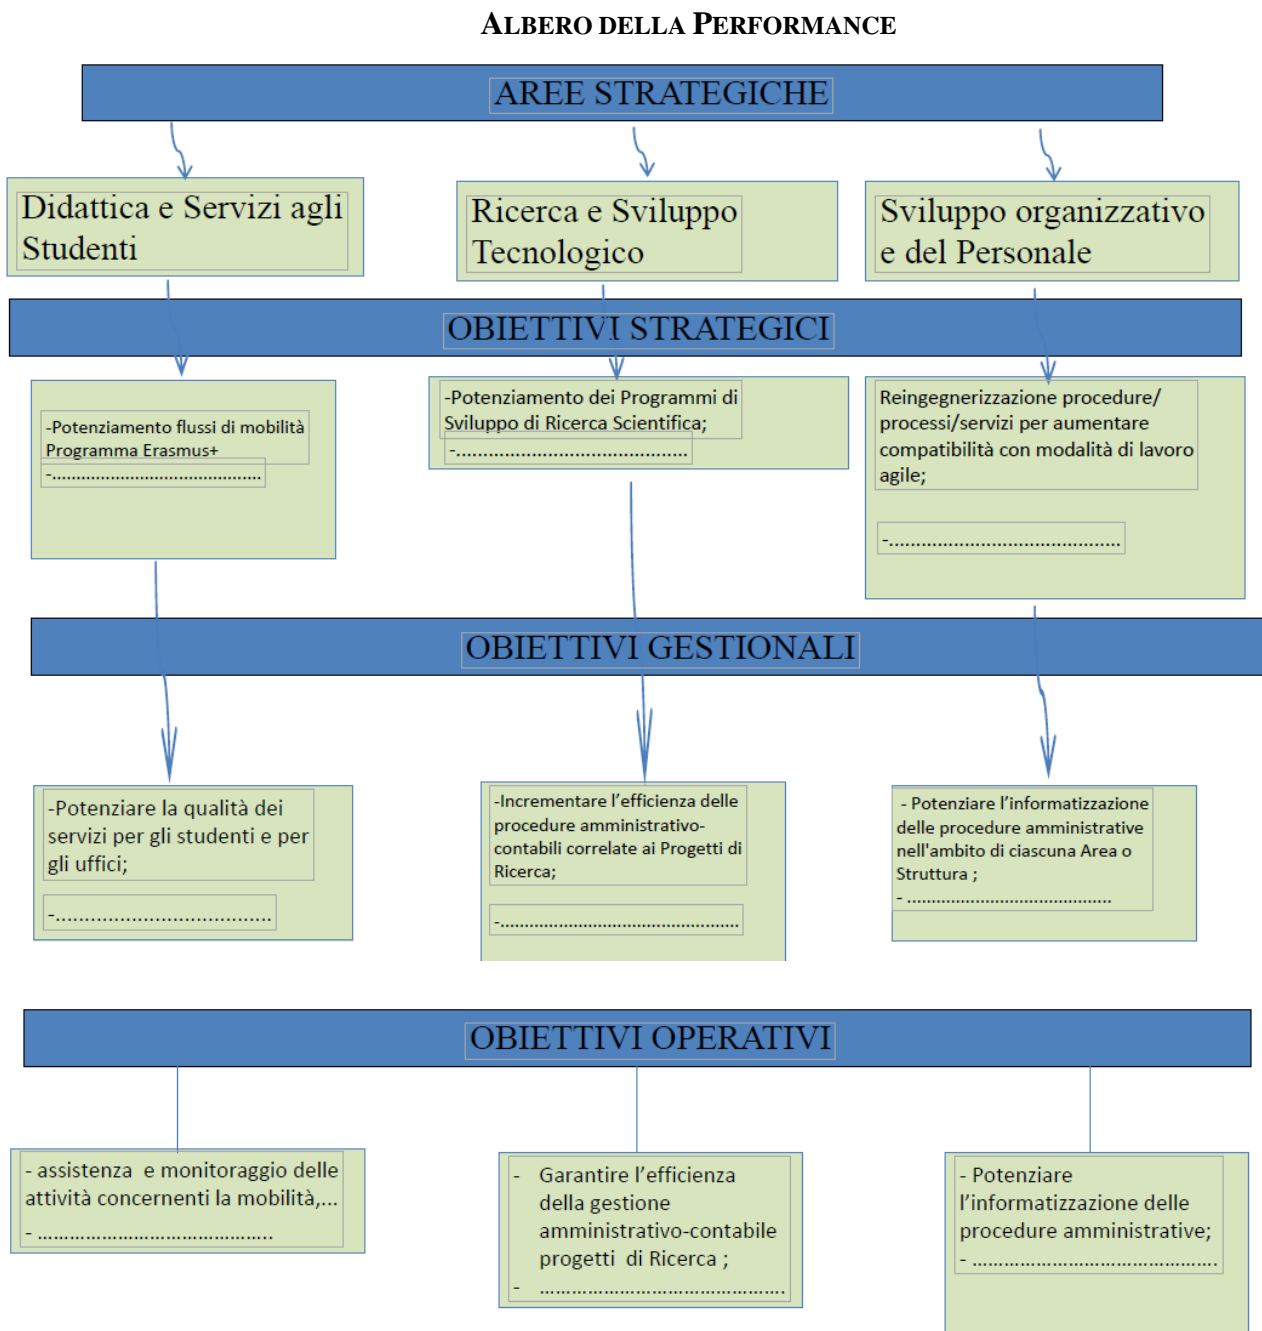 ALBERO DELLA PERFORMANCE
AREE STRATEGICHE
Didattica e Servizi agli
Studenti
Ricerca e Sviluppo
Tecnologico
Sviluppo organizzativo
e del Personale
OBIETTIVI STRATEGICI
-Potenziamento flussi di mobilità
Programma Erasmus+
-...........................................
-Potenziamento dei Programmi di
Sviluppo di Ricerca Scientifica;
-...........................................
Reingegnerizzazione procedure/
processi/servizi per aumentare
compatibilità con modalità di lavoro
agile;
-...........................................
OBIETTIVI GESTIONALI
-Potenziare la qualità dei
servizi per gli studenti e per
gli uffici;
-.....................................
-Incrementare l'efficienza delle
procedure amministrativo-
contabili correlate ai Progetti di
Ricerca;
-.................................................
- Potenziare l'informatizzazione
delle procedure amministrative
nell'ambito di ciascuna Area o
Struttura ;
- ...........................................
OBIETTIVI OPERATIVI
- assistenza  e monitoraggio delle
attività concernenti la mobilità,...
- ……………………………………..
- Garantire l'efficienza
della gestione
amministrativo-contabile
progetti  di Ricerca ;
- ……………………………………….
- Potenziare
l'informatizzazione delle
procedure amministrative;
- ……………………………………….